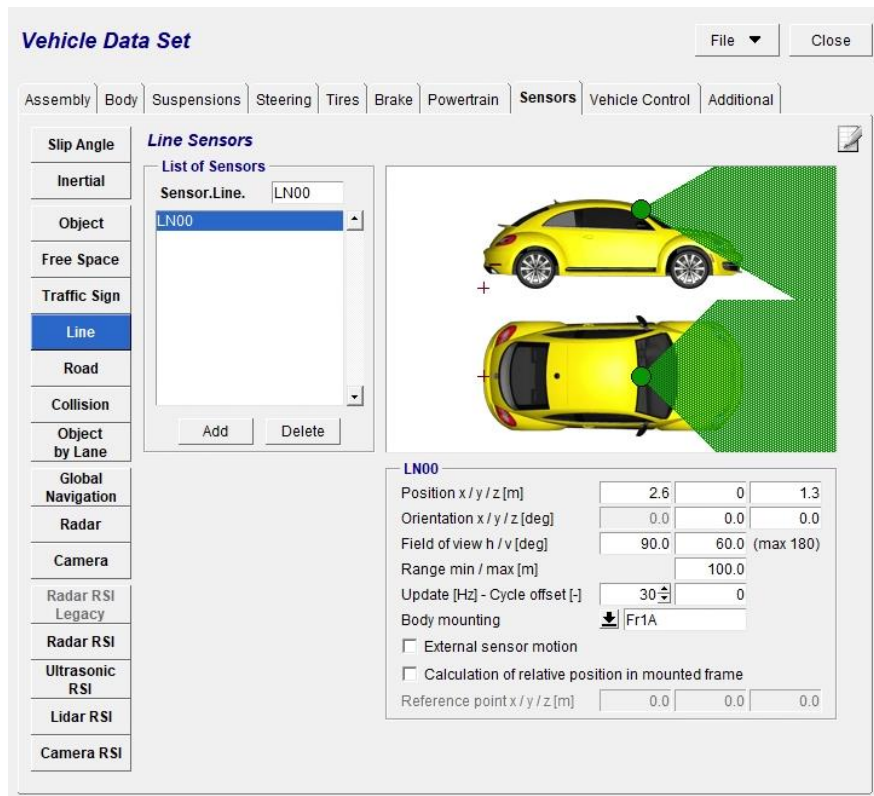 Vehicle Data Set
File
Close
Assembly Body Suspensions Steering Tires Brake Powertrain Sensors Vehicle Control Additional
Slip Angle
Inertial
Object
Free Space
Traffic Sign
Line
Road
Collision
Object
by Lane
Global
Navigation
Radar
Camera
Radar RSI
Legacy
Radar RSI
Ultrasonic
RSI
Lidar RSI
Camera RSI
Line Sensors
List of Sensors
Sensor.Line. LN00
LN00
Add Delete
LN00
Position x / y / z [m] 2.6 0 1.3
Orientation x / y / z [deg] 0.0 0.0 0.0
Field of view h / v [deg] 90.0 60.0 (max 180)
Range min / max [m] 100.0
Update [Hz] - Cycle offset [-] 30 0
Body mounting Fr1A
External sensor motion
Calculation of relative position in mounted frame
Reference point x / y / z [m] 0.0 0.0 0.0